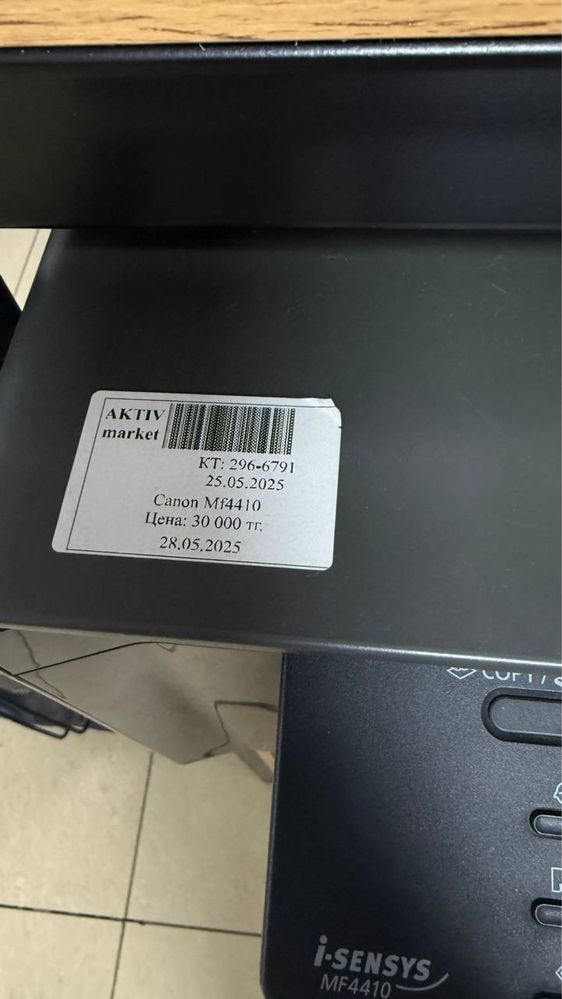 AKTIV
market
КТ: 296-6791
25.05.2025
Canon Mf4410
Цена: 30 000 тг.
28.05.2025
COPY /
i-SENSYS
MF4410